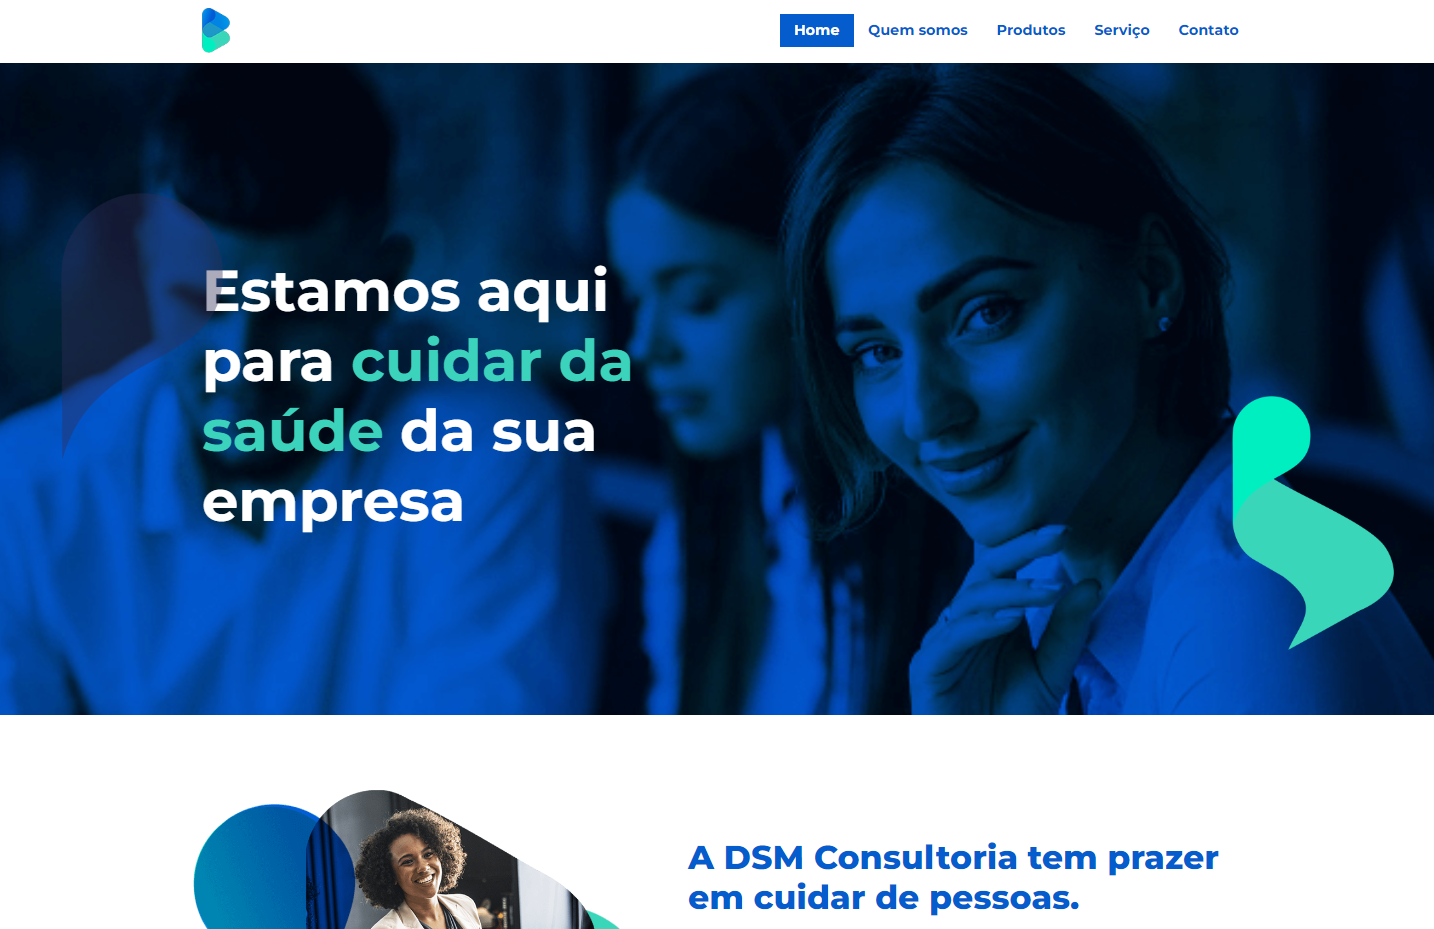 Home Quem somos Produtos Serviço Contato
Estamos aqui
para cuidar da
saúde da sua
empresa
A DSM Consultoria tem prazer
em cuidar de pessoas.